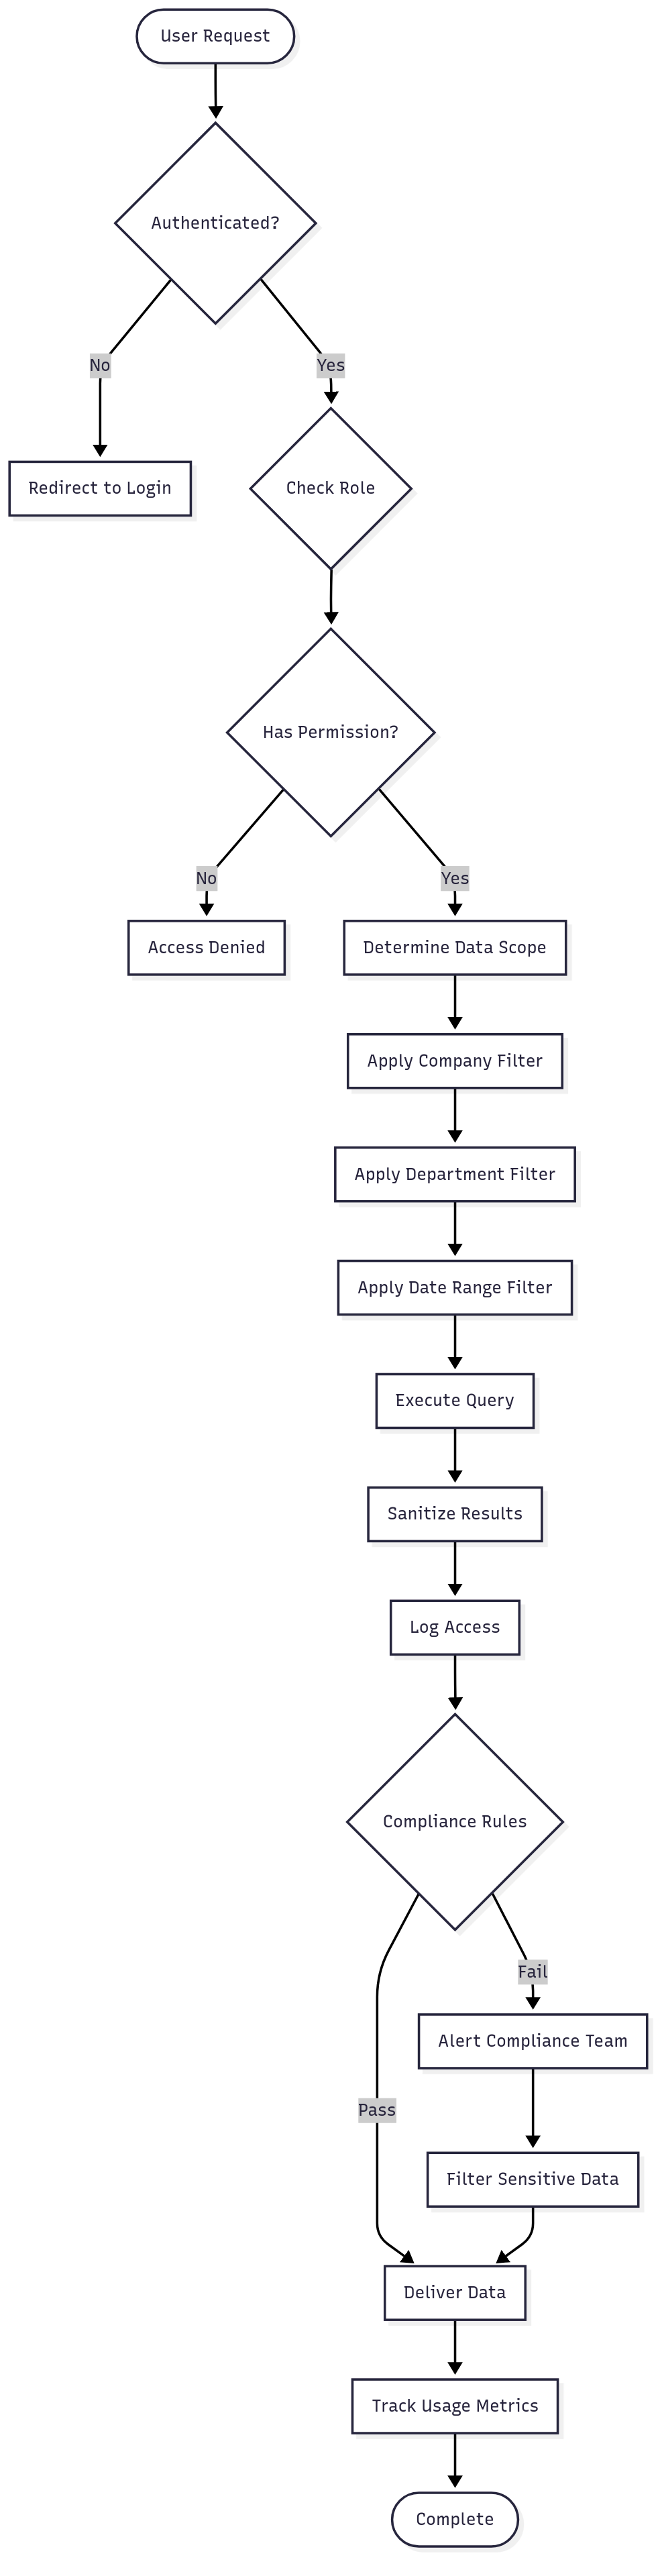 User Request
Authenticated?
No
Yes
Redirect to Login
Check Role
Has Permission?
No
Yes
Access Denied
Determine Data Scope
Apply Company Filter
Apply Department Filter
Apply Date Range Filter
Execute Query
Sanitize Results
Log Access
Compliance Rules
Fail
Alert Compliance Team
Pass
Filter Sensitive Data
Deliver Data
Track Usage Metrics
Complete